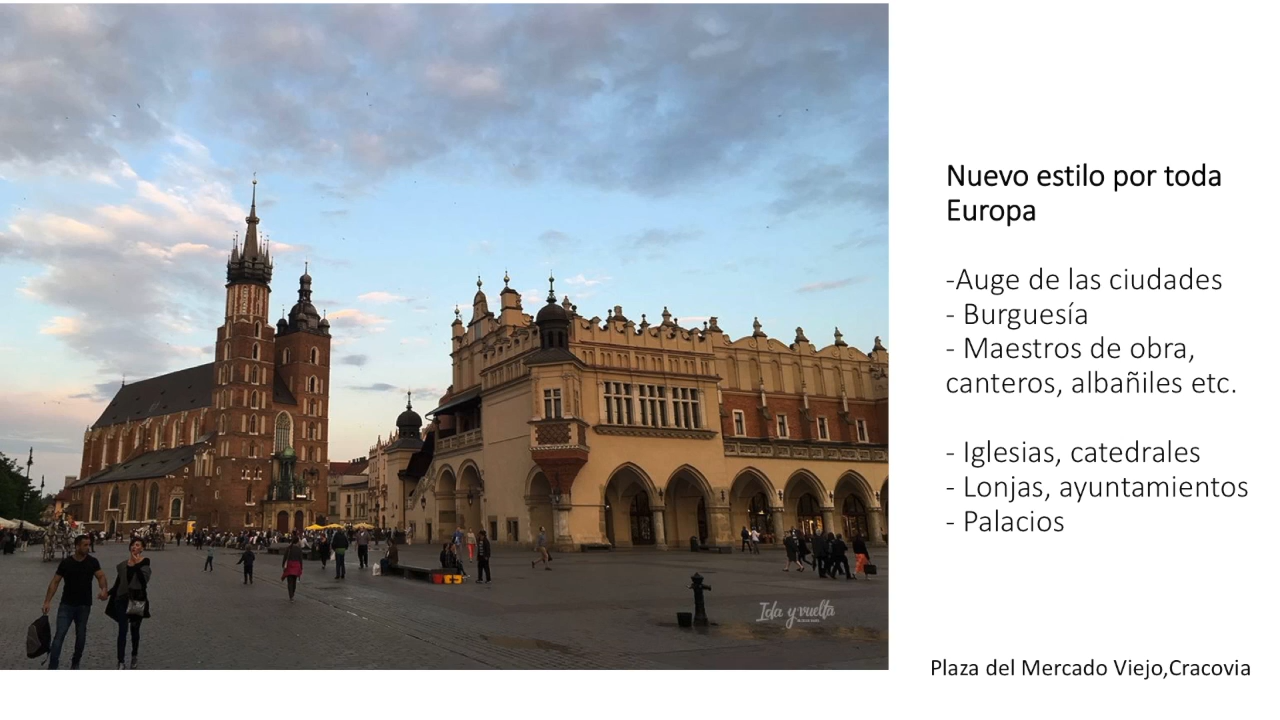 Nuevo estilo por toda
Europa
-Auge de las ciudades
- Burguesía
- Maestros de obra,
canteros, albañiles etc.
- Iglesias, catedrales
- Lonjas, ayuntamientos
- Palacios
Ida y vuelta
Plaza del Mercado Viejo,Cracovia